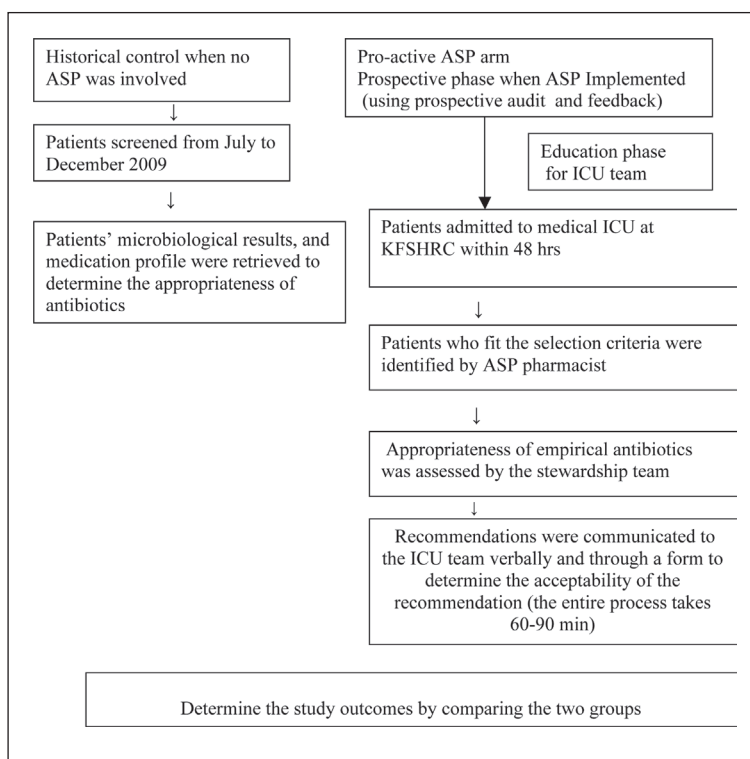 Historical control when no
ASP was involved
↓
Patients screened from July to
December 2009
↓
Patients' microbiological results, and
medication profile were retrieved to
determine the appropriateness of
antibiotics
Pro-active ASP arm
Prospective phase when ASP Implemented
(using prospective audit and feedback)
Education phase
for ICU team
Patients admitted to medical ICU at
KFSHRC within 48 hrs
↓
Patients who fit the selection criteria were
identified by ASP pharmacist
↓
Appropriateness of empirical antibiotics
was assessed by the stewardship team
↓
Recommendations were communicated to
the ICU team verbally and through a form to
determine the acceptability of the
recommendation (the entire process takes
60-90 min)
Determine the study outcomes by comparing the two groups